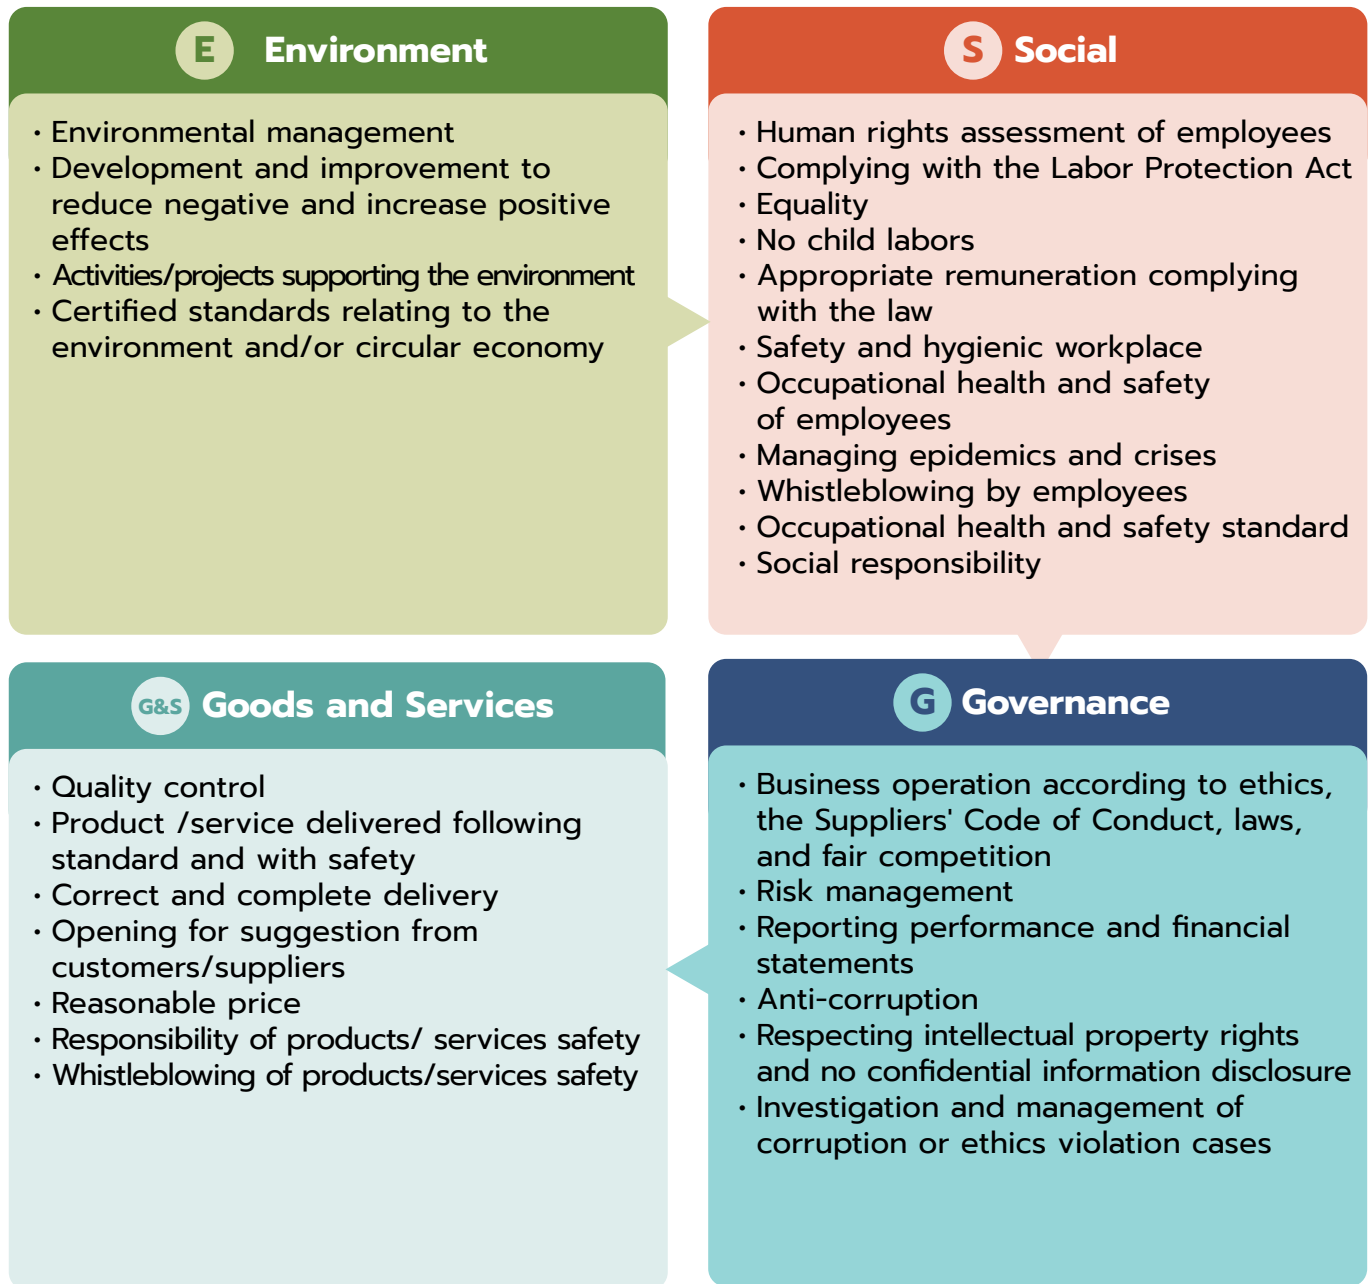 E Environment
• Environmental management
• Development and improvement to
reduce negative and increase positive
effects
• Activities/projects supporting the environment
• Certified standards relating to the
environment and/or circular economy
S Social
• Human rights assessment of employees
• Complying with the Labor Protection Act
• Equality
• No child labors
• Appropriate remuneration complying
with the law
• Safety and hygienic workplace
• Occupational health and safety
of employees
• Managing epidemics and crises
• Whistleblowing by employees
• Occupational health and safety standard
• Social responsibility
G&S Goods and Services
• Quality control
• Product /service delivered following
standard and with safety
• Correct and complete delivery
• Opening for suggestion from
customers/suppliers
• Reasonable price
• Responsibility of products/ services safety
• Whistleblowing of products/services safety
G Governance
• Business operation according to ethics,
the Suppliers' Code of Conduct, laws,
and fair competition
• Risk management
• Reporting performance and financial
statements
• Anti-corruption
• Respecting intellectual property rights
and no confidential information disclosure
• Investigation and management of
corruption or ethics violation cases